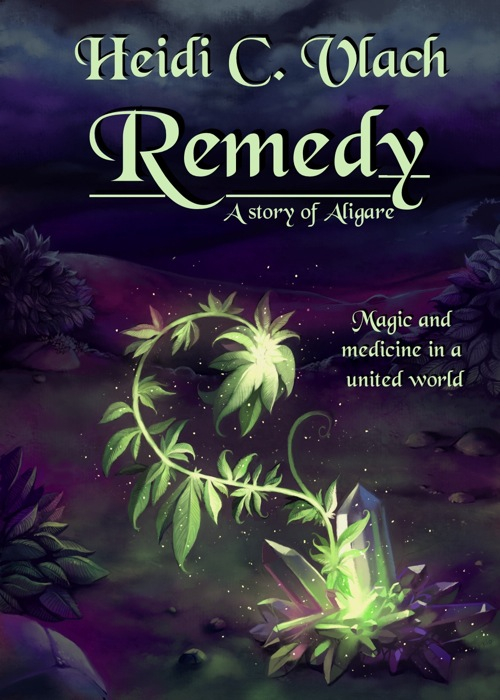 Heidi C. Vlach
Remedy
A story of Aligare
Magic and
medicine in a
united world